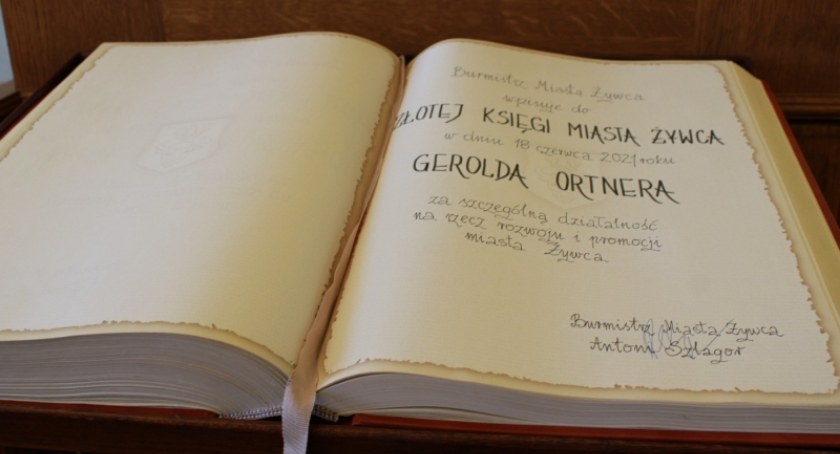 Burmistrz Miasta Żywca
wpisuje do
ZŁOTEJ KSIĘGI MIASTA ŻYWCA
w dniu 18 czerwca 2021 roku
GEROLDA ORTNERA
za szczególną działalność
na rzecz rozwoju i promocji
miasta Żywca
Burmistrz Miasta Żywca
Antoni Szlagor